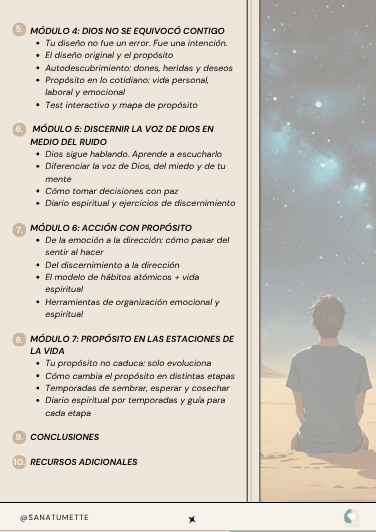 5. MÓDULO 4: DIOS NO SE EQUIVOCÓ CONTIGO
• Tu diseño no fue un error. Fue una intención.
• El diseño original y el propósito
• Autodescubrimiento: dones, heridas y deseos
• Propósito en lo cotidiano: vida personal,
laboral y emocional
• Test interactivo y mapa de propósito
6. MÓDULO 5: DISCERNIR LA VOZ DE DIOS EN
MEDIO DEL RUIDO
• Dios sigue hablando. Aprende a escucharlo
• Diferenciar la voz de Dios, del miedo y de tu
mente
• Cómo tomar decisiones con paz
• Diario espiritual y ejercicios de discernimiento
7. MÓDULO 6: ACCIÓN CON PROPÓSITO
• De la emoción a la dirección: cómo pasar del
sentir al hacer
• Del discernimiento a la dirección
• El modelo de hábitos atómicos + vida
espiritual
• Herramientas de organización emocional y
espiritual
8. MÓDULO 7: PROPÓSITO EN LAS ESTACIONES DE
LA VIDA
• Tu propósito no caduca: solo evoluciona
• Cómo cambia el propósito en distintas etapas
• Temporadas de sembrar, esperar y cosechar
• Diario espiritual por temporadas y guía para
cada etapa
9. CONCLUSIONES
10. RECURSOS ADICIONALES
@SANATUMETTE